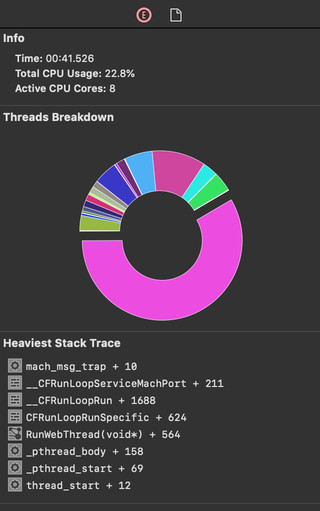 E
Info
Time: 00:41.526
Total CPU Usage: 22.8%
Active CPU Cores: 8
Threads Breakdown
Heaviest Stack Trace
mach_msg_trap + 10
__CFRunLoopServiceMachPort + 211
__CFRunLoopRun + 1688
CFRunLoopRunSpecific + 624
RunWebThread(void*) + 564
_pthread_body + 158
_pthread_start + 69
thread_start + 12